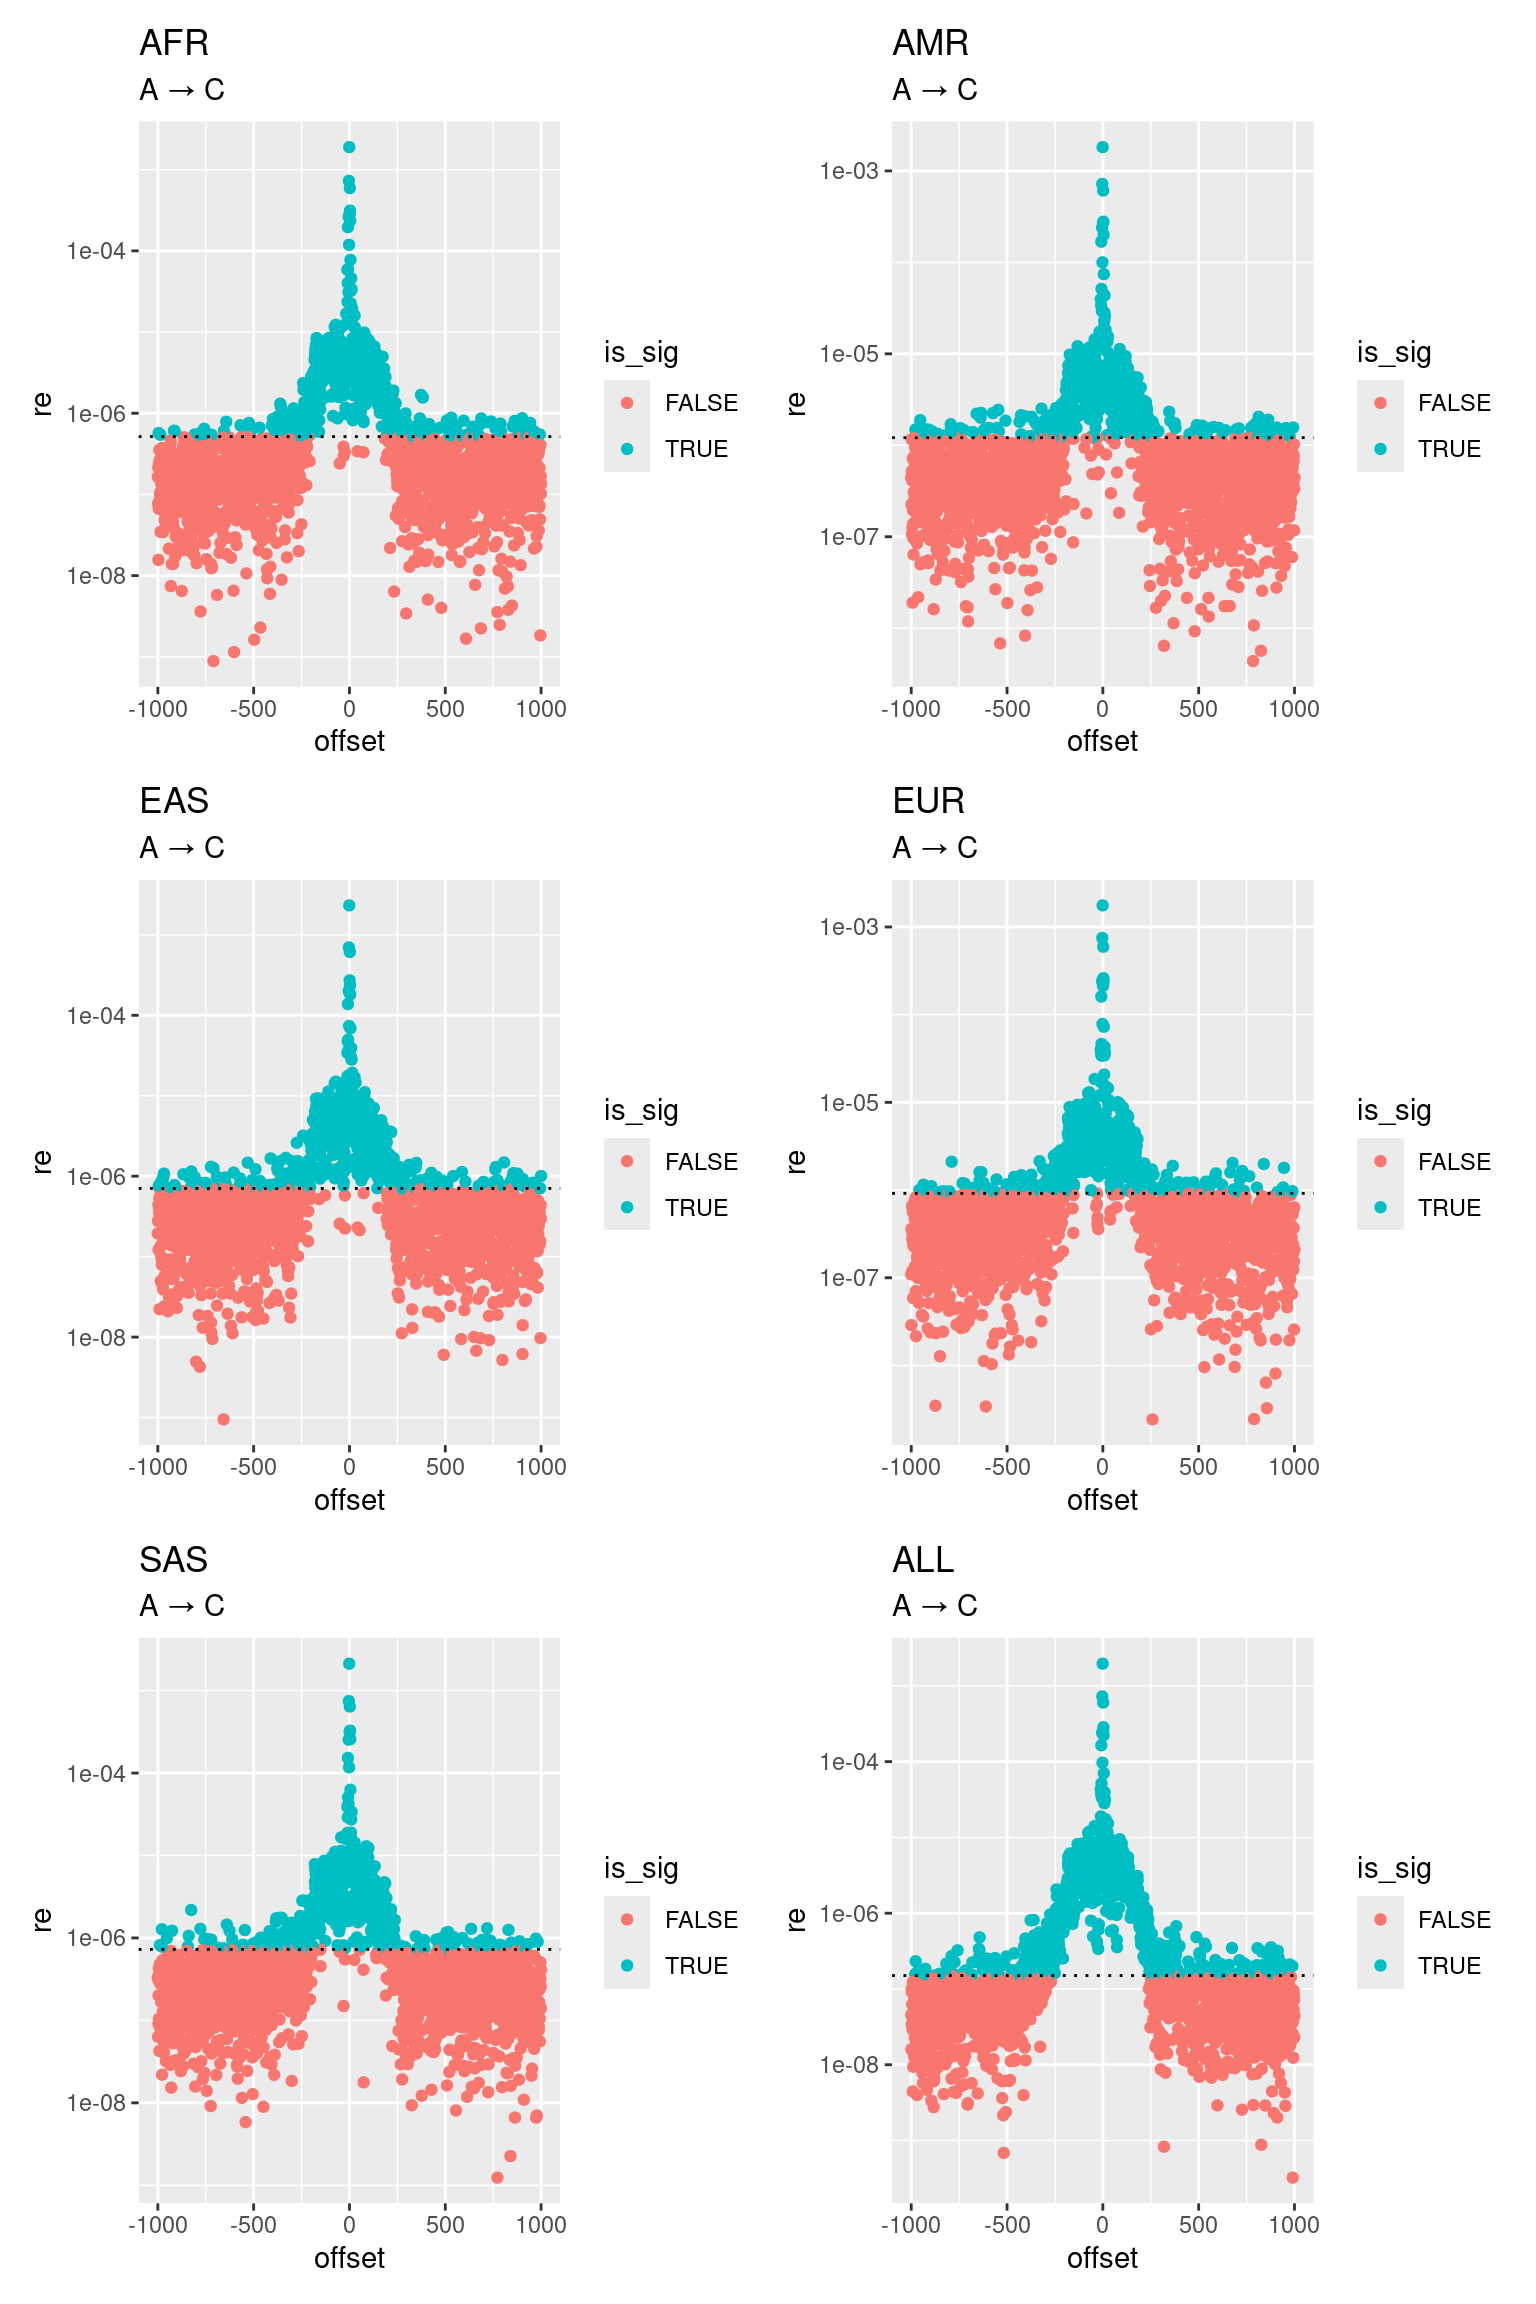 AFR
A → C
1e-04
1e-06
1e-08
re
-1000 -500 0 500 1000
offset
is_sig
FALSE
TRUE
AMR
A → C
1e-03
1e-05
1e-07
re
-1000 -500 0 500 1000
offset
is_sig
FALSE
TRUE
EAS
A → C
1e-04
1e-06
1e-08
re
-1000 -500 0 500 1000
offset
is_sig
FALSE
TRUE
EUR
A → C
1e-03
1e-05
1e-07
re
-1000 -500 0 500 1000
offset
is_sig
FALSE
TRUE
SAS
A → C
1e-04
1e-06
1e-08
re
-1000 -500 0 500 1000
offset
is_sig
FALSE
TRUE
ALL
A → C
1e-04
1e-06
1e-08
re
-1000 -500 0 500 1000
offset
is_sig
FALSE
TRUE